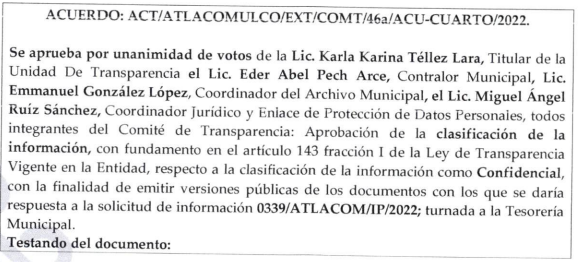 ACUERDO: ACT/ATLACOMULCO/EXT/COMT/46a/ACU-CUARTO/2022.
Se aprueba por unanimidad de votos de la Lic. Karla Karina Téllez Lara, Titular de la
Unidad De Transparencia el Lic. Eder Abel Pech Arce, Contralor Municipal, Lic.
Emmanuel González López, Coordinador del Archivo Municipal, el Lic. Miguel Ángel
Ruíz Sánchez, Coordinador Jurídico y Enlace de Protección de Datos Personales, todos
integrantes del Comité de Transparencia: Aprobación de la clasificación de la
información, con fundamento en el artículo 143 fracción I de la Ley de Transparencia
Vigente en la Entidad, respecto a la clasificación de la información como Confidencial,
con la finalidad de emitir versiones públicas de los documentos con los que se daría
respuesta a la solicitud de información 0339/ATLACOM/IP/2022; turnada a la Tesorería
Municipal.
Testando del documento: